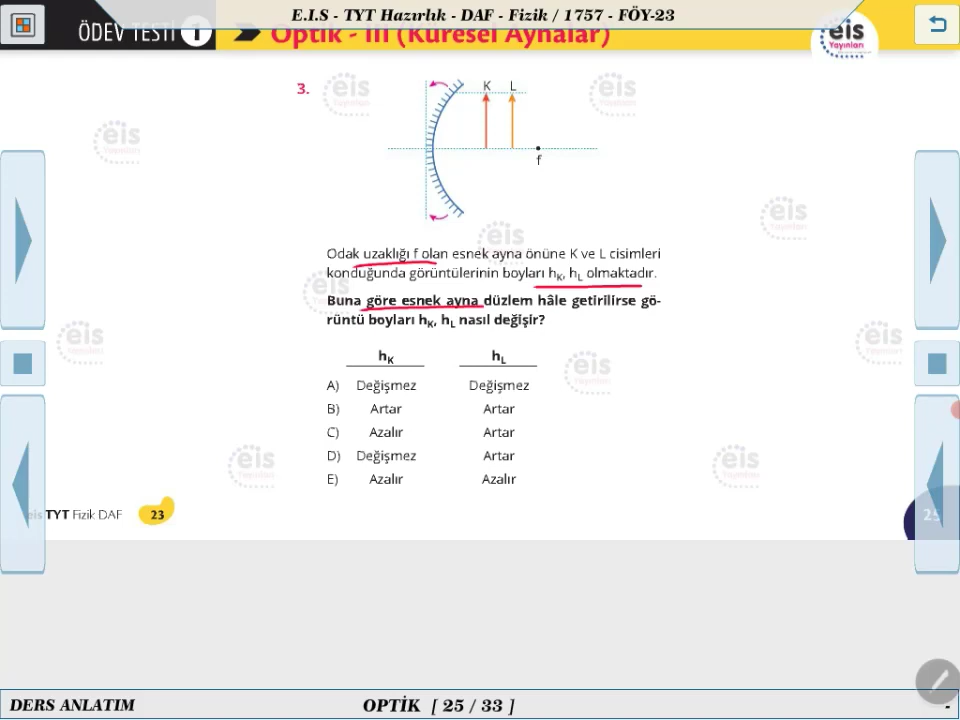 E.I.S - TYT Hazırlık - DAF - Fizik / 1757 - FÖY-23
ÖDEV TESTİ 1
Optik - III (Küresel Aynalar)
eis
Yayınları
3.
K L
f
Odak uzaklığı f olan esnek ayna önüne K ve L cisimleri
konduğunda görüntülerinin boyları hK, hL olmaktadır.
Buna göre esnek ayna düzlem hâle getirilirse gö-
rüntü boyları hK, hL nasıl değişir?
hK hL
A) Değişmez Değişmez
B) Artar Artar
C) Azalır Artar
D) Değişmez Artar
E) Azalır Azalır
eis TYT Fizik DAF 23
25
DERS ANLATIM
OPTİK [ 25 / 33 ]
-